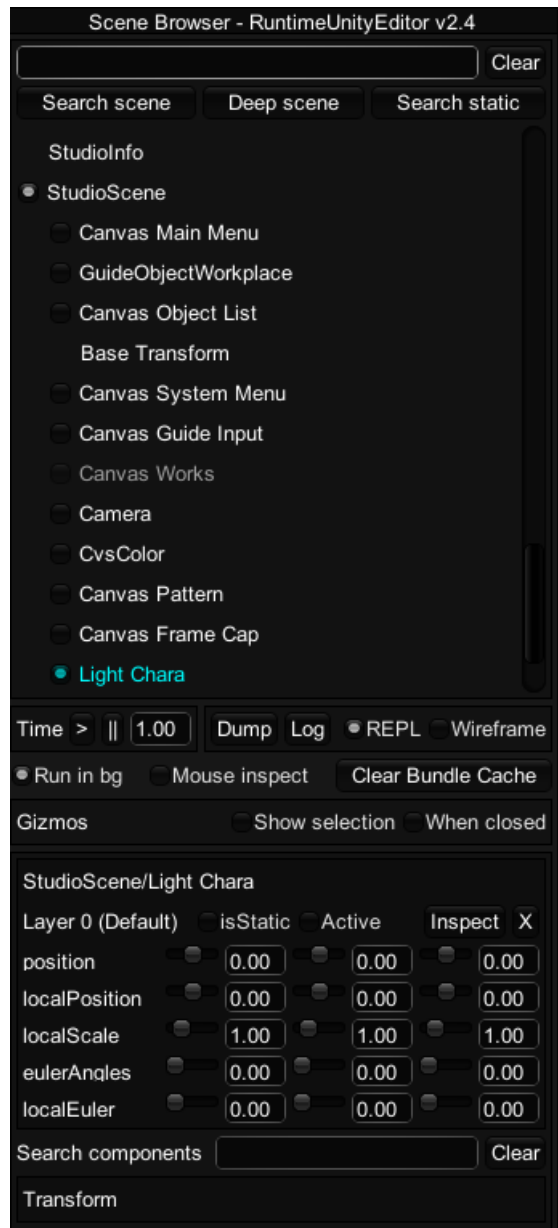 Scene Browser - RuntimeUnityEditor v2.4
Clear
Search scene Deep scene Search static
StudioInfo
StudioScene
Canvas Main Menu
GuideObjectWorkplace
Canvas Object List
Base Transform
Canvas System Menu
Canvas Guide Input
Canvas Works
Camera
CvsColor
Canvas Pattern
Canvas Frame Cap
Light Chara
Time > || 1.00 Dump Log REPL Wireframe
Run in bg Mouse inspect Clear Bundle Cache
Gizmos Show selection When closed
StudioScene/Light Chara
Layer 0 (Default) isStatic Active Inspect X
position 0.00 0.00 0.00
localPosition 0.00 0.00 0.00
localScale 1.00 1.00 1.00
eulerAngles 0.00 0.00 0.00
localEuler 0.00 0.00 0.00
Search components Clear
Transform